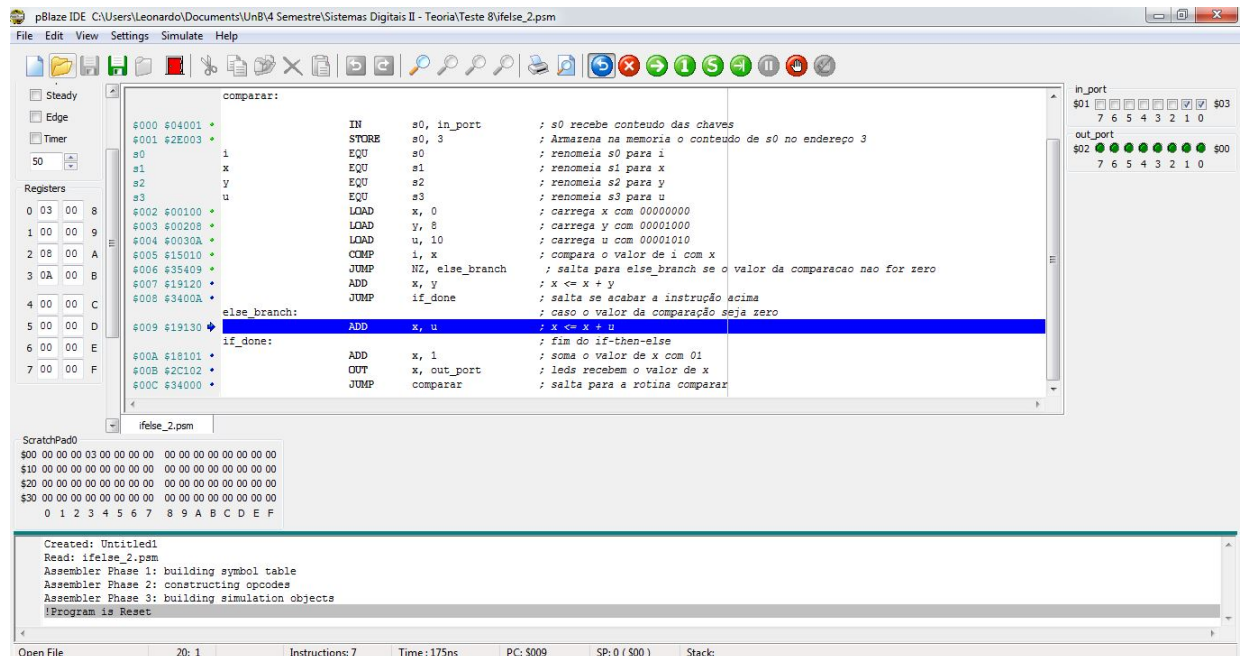 pBlaze IDE C:\Users\Leonardo\Documents\UnB\4 Semestre\Sistemas Digitais II - Teoria\Teste 8\ifelse_2.psm
File Edit View Settings Simulate Help
Steady
Edge
Timer
50
Registers
0 03 00 8
1 00 00 9
2 08 00 A
3 0A 00 B
4 00 00 C
5 00 00 D
6 00 00 E
7 00 00 F
comparar:
$000 $04001 IN s0, in_port ; s0 recebe conteudo das chaves
$001 $2E003 STORE s0, 3 ; Armazena na memoria o conteudo de s0 no endereço 3
s0 i EQU s0 ; renomeia s0 para i
s1 x EQU s1 ; renomeia s1 para x
s2 y EQU s2 ; renomeia s2 para y
s3 u EQU s3 ; renomeia s3 para u
$002 $00100 LOAD x, 0 ; carrega x com 00000000
$003 $00208 LOAD y, 8 ; carrega y com 00001000
$004 $0030A LOAD u, 10 ; carrega u com 00001010
$005 $15010 COMP i, x ; compara o valor de i com x
$006 $35409 JUMP NZ, else_branch ; salta para else_branch se o valor da comparacao nao for zero
$007 $19120 ADD x, y ; x <= x + y
$008 $3400A JUMP if_done ; salta se acabar a instrução acima
else_branch: ; caso o valor da comparação seja zero
$009 $19130 ADD x, u ; x <= x + u
if_done: ; fim do if-then-else
$00A $18101 ADD x, 1 ; soma o valor de x com 01
$00B $2C102 OUT x, out_port ; leds recebem o valor de x
$00C $34000 JUMP comparar ; salta para a rotina comparar
ifelse_2.psm
in_port
$01 $03
7 6 5 4 3 2 1 0
out_port
$02 $00
7 6 5 4 3 2 1 0
ScratchPad0
$00 00 00 00 03 00 00 00 00 00 00 00 00 00 00 00 00
$10 00 00 00 00 00 00 00 00 00 00 00 00 00 00 00 00
$20 00 00 00 00 00 00 00 00 00 00 00 00 00 00 00 00
$30 00 00 00 00 00 00 00 00 00 00 00 00 00 00 00 00
0 1 2 3 4 5 6 7 8 9 A B C D E F
Created: Untitled1
Read: ifelse_2.psm
Assembler Phase 1: building symbol table
Assembler Phase 2: constructing opcodes
Assembler Phase 3: building simulation objects
!Program is Reset
Open File 20: 1 Instructions: 7 Time: 175ns PC: $009 SP: 0 ( $00 ) Stack: